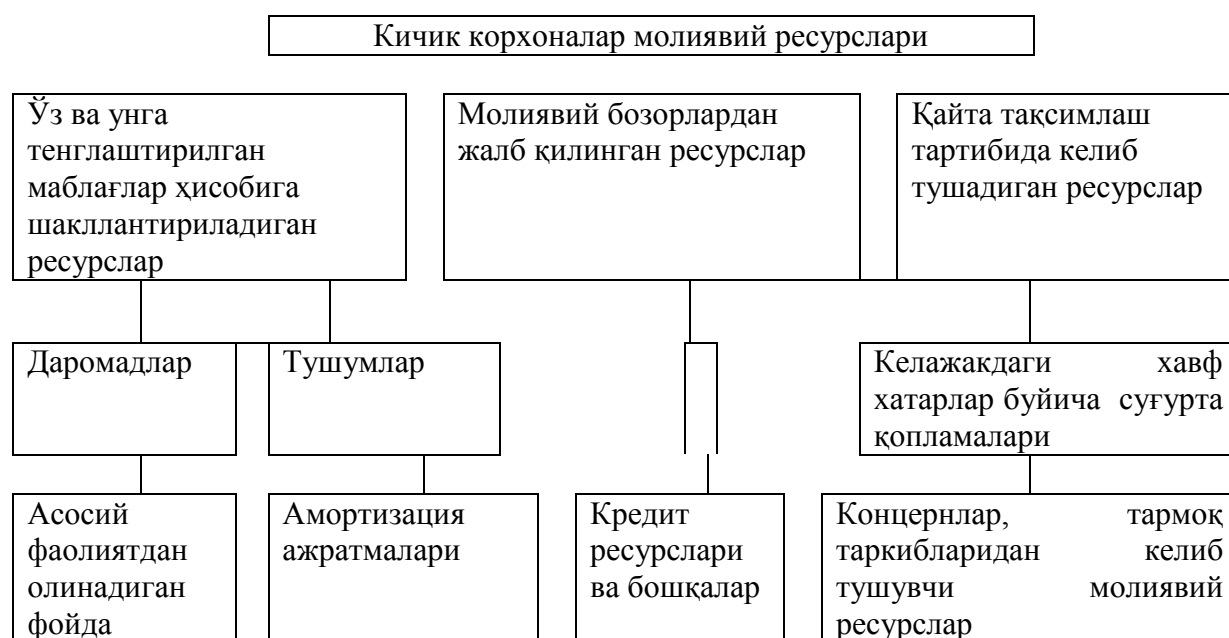 Кичик корхоналар молиявий ресурслари
Ўз ва унга
тенглаштирилган
маблағлар ҳисобига
шакллантириладиган
ресурслар
Молиявий бозорлардан
жалб қилинган ресурслар
Қайта тақсимлаш
тартибида келиб
тушадиган ресурслар
Даромадлар
Тушумлар
Келажакдаги хавф
хатарлар буйича суғурта
қопламалари
Асосий
фаолиятдан
олинадиган
фойда
Амортизация
ажратмалари
Кредит
ресурслари
ва бошқалар
Концернлар, тармоқ
таркибларидан келиб
тушувчи молиявий
ресурслар